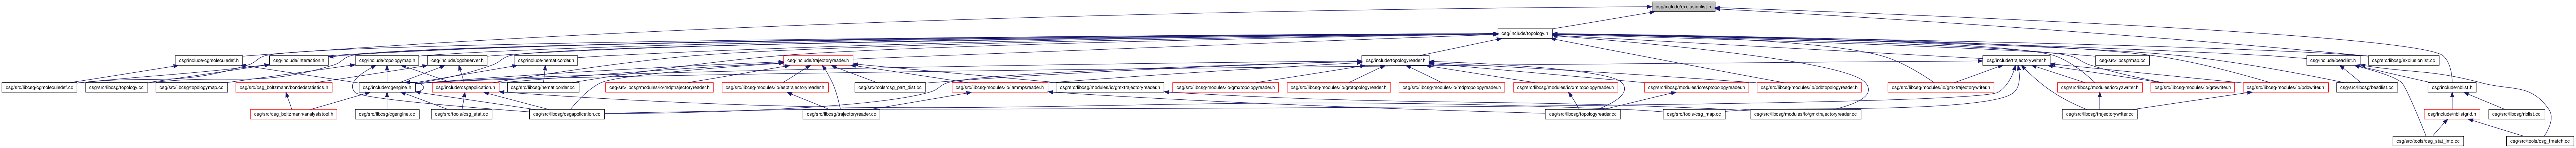 csg/include/exclusionlist.h
csg/include/topology.h
csg/include/cgmoleculedef.h
csg/include/interaction.h
csg/include/topologymap.h
csg/include/cgobserver.h
csg/include/nematicorder.h
csg/include/trajectoryreader.h
csg/include/topologyreader.h
csg/include/trajectorywriter.h
csg/src/libcsg/map.cc
csg/include/beadlist.h
csg/src/libcsg/exclusionlist.cc
csg/src/libcsg/cgmoleculedef.cc
csg/src/libcsg/topology.cc
csg/src/libcsg/topologymap.cc
csg/src/csg_boltzmann/bondedstatistics.h
csg/include/cgengine.h
csg/include/csgapplication.h
csg/src/libcsg/nematicorder.cc
csg/src/libcsg/modules/io/mdptrajectoryreader.h
csg/src/libcsg/modules/io/esptrajectoryreader.h
csg/src/tools/csg_part_dist.cc
csg/src/libcsg/modules/io/lammpsreader.h
csg/src/libcsg/modules/io/gmxtrajectoryreader.h
csg/src/libcsg/modules/io/gmxtopologyreader.h
csg/src/libcsg/modules/io/grotopologyreader.h
csg/src/libcsg/modules/io/mdptopologyreader.h
csg/src/libcsg/modules/io/xmltopologyreader.h
csg/src/libcsg/modules/io/esptopologyreader.h
csg/src/libcsg/modules/io/pdbtopologyreader.h
csg/src/libcsg/modules/io/gmxtrajectorywriter.h
csg/src/libcsg/modules/io/xyzwriter.h
csg/src/libcsg/modules/io/growriter.h
csg/src/libcsg/modules/io/pdbwriter.h
csg/src/libcsg/beadlist.cc
csg/include/nblist.h
csg/src/csg_boltzmann/analysistool.h
csg/src/libcsg/cgengine.cc
csg/src/tools/csg_stat.cc
csg/src/libcsg/csgapplication.cc
csg/src/libcsg/trajectoryreader.cc
csg/src/libcsg/topologyreader.cc
csg/src/tools/csg_map.cc
csg/src/libcsg/modules/io/gmxtrajectoryreader.cc
csg/src/libcsg/trajectorywriter.cc
csg/include/nblistgrid.h
csg/src/libcsg/nblist.cc
csg/src/tools/csg_stat_imc.cc
csg/src/tools/csg_fmatch.cc